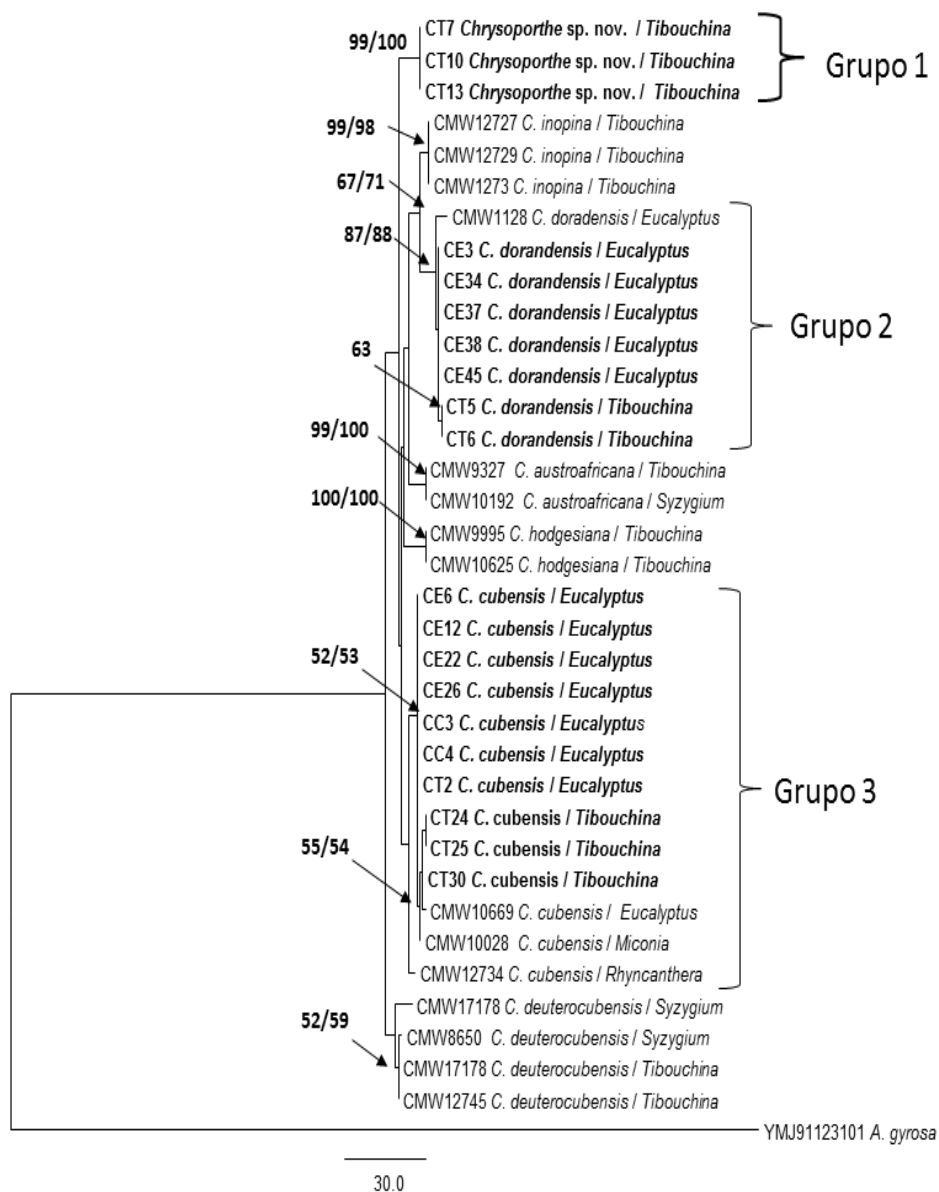 CT7 Chrysoporthe sp. nov. / Tibouchina
99/100
CT10 Chrysoporthe sp. nov. / Tibouchina
Grupo 1
CT13 Chrysoporthe sp. nov. / Tibouchina
99/98
CMW12727 C. inopina / Tibouchina
CMW12729 C. inopina / Tibouchina
67/71
CMW1273 C. inopina / Tibouchina
CMW1128 C. doradensis / Eucalyptus
87/88
CE3 C. dorandensis / Eucalyptus
CE34 C. dorandensis / Eucalyptus
CE37 C. dorandensis / Eucalyptus
Grupo 2
CE38 C. dorandensis / Eucalyptus
63
CE45 C. dorandensis / Eucalyptus
CT5 C. dorandensis / Tibouchina
99/100
CT6 C. dorandensis / Tibouchina
CMW9327 C. austroafricana / Tibouchina
100/100
CMW10192 C. austroafricana / Syzygium
CMW9995 C. hodgesiana / Tibouchina
CMW10625 C. hodgesiana / Tibouchina
CE6 C. cubensis / Eucalyptus
CE12 C. cubensis / Eucalyptus
52/53
CE22 C. cubensis / Eucalyptus
CE26 C. cubensis / Eucalyptus
CC3 C. cubensis / Eucalyptus
CC4 C. cubensis / Eucalyptus
CT2 C. cubensis / Eucalyptus
Grupo 3
CT24 C. cubensis / Tibouchina
55/54
CT25 C. cubensis / Tibouchina
CT30 C. cubensis / Tibouchina
CMW10669 C. cubensis / Eucalyptus
CMW10028 C. cubensis / Miconia
CMW12734 C. cubensis / Rhyncanthera
CMW17178 C. deuterocubensis / Syzygium
52/59
CMW8650 C. deuterocubensis / Syzygium
CMW17178 C. deuterocubensis / Tibouchina
CMW12745 C. deuterocubensis / Tibouchina
YMJ91123101 A. gyrosa
30.0